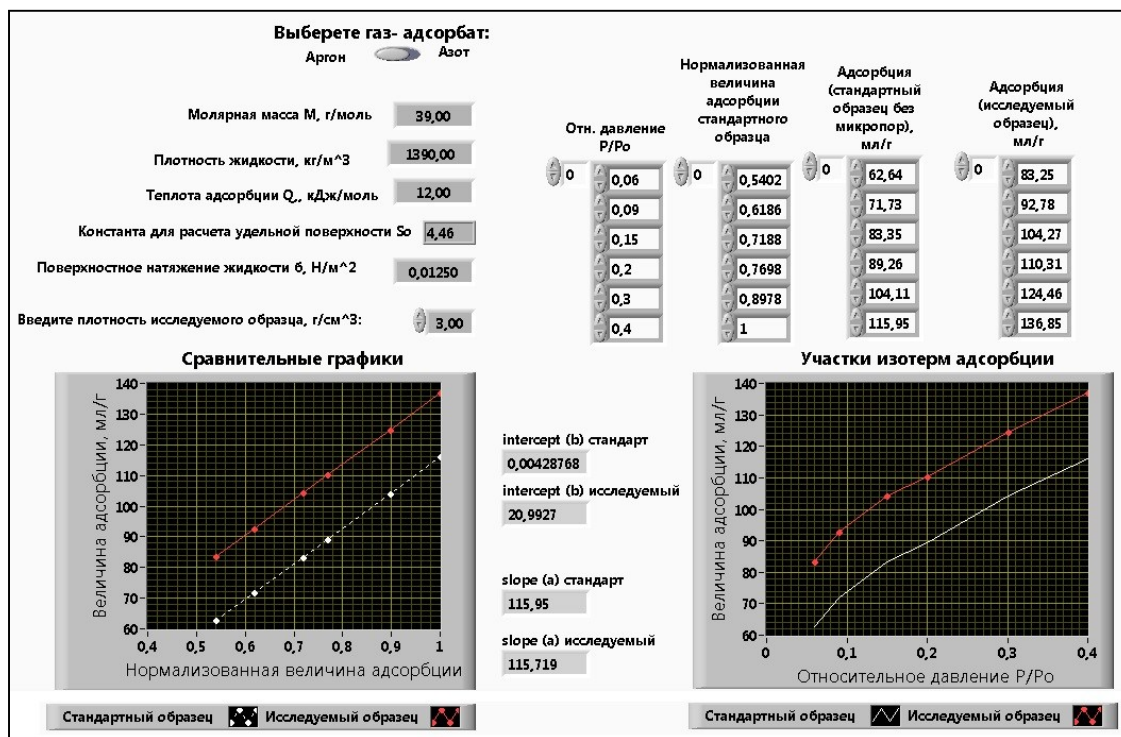 Выберете газ- адсорбат:
Аргон
Азот
Молярная масса М, г/моль 39,00
Плотность жидкости, кг/м^3 1390,00
Теплота адсорбции Q,, кДж/моль 12,00
Константа для расчета удельной поверхности So 4,46
Поверхностное натяжение жидкости б, Н/м^2 0,01250
Введите плотность исследуемого образца, г/см^3: 3,00
Отн. давление
P/Po
0
0,06
0,09
0,15
0,2
0,3
0,4
Нормализованная
величина
адсорбции
стандартного
образца
0
0,5402
0,6186
0,7188
0,7698
0,8978
1
Адсорбция
(стандартный
образец без
микропор),
мл/г
0
62,64
71,73
83,35
89,26
104,11
115,95
Адсорбция
(исследуемый
образец),
мл/г
0
83,25
92,78
104,27
110,31
124,46
136,85
Сравнительные графики
Величина адсорбции, мл/г
140
130
120
110
100
90
80
70
60
0,4 0,5 0,6 0,7 0,8 0,9 1
Нормализованная величина адсорбции
Стандартный образец Исследуемый образец
intercept (b) стандарт
0,00428768
intercept (b) исследуемый
20,9927
slope (a) стандарт
115,95
slope (a) исследуемый
115,719
Участки изотерм адсорбции
Величина адсорбции, мл/г
140
130
120
110
100
90
80
70
60
0 0,1 0,2 0,3 0,4
Относительное давление P/Po
Стандартный образец Исследуемый образец